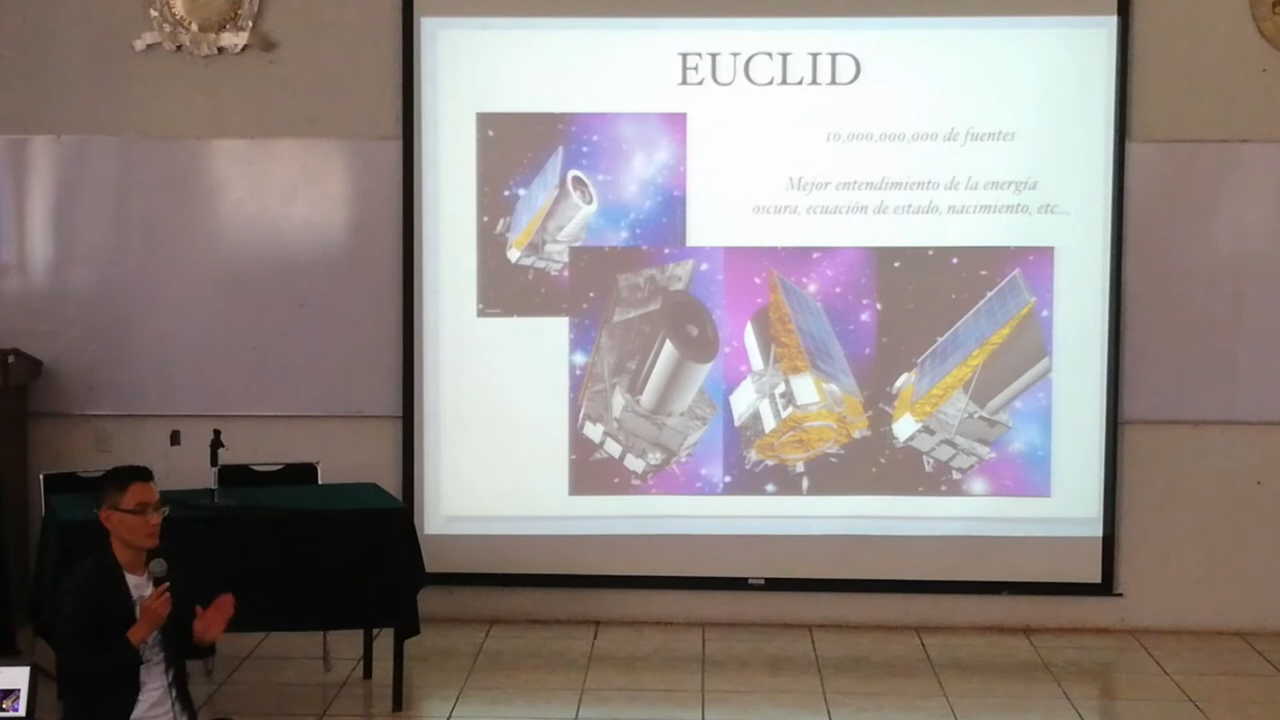 EUCLID
10,000,000,000 de fuentes
Mejor entendimiento de la energía
oscura, ecuación de estado, nacimiento, etc...